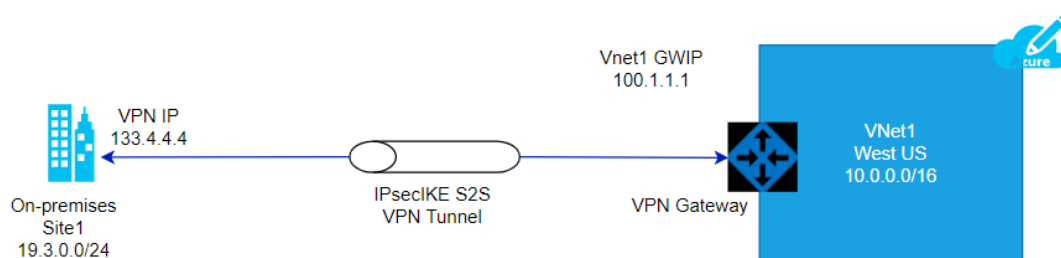 Azure
Vnet1 GWIP
100.1.1.1
VPN IP
133.4.4.4
VNet1
West US
10.0.0.0/16
IPsecIKE S2S
VPN Tunnel
VPN Gateway
On-premises
Site1
19.3.0.0/24